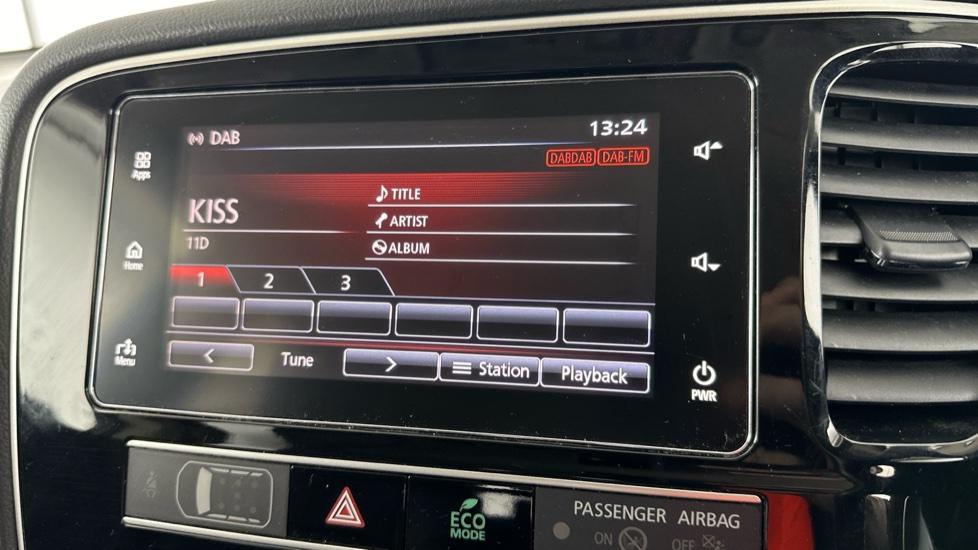 DAB
13:24
DABDAB DAB-FM
Apps
KISS
TITLE
ARTIST
11D
ALBUM
Home
1 2 3
Menu
< Tune > Station Playback
PWR
ECO
MODE
PASSENGER AIRBAG
ON OFF